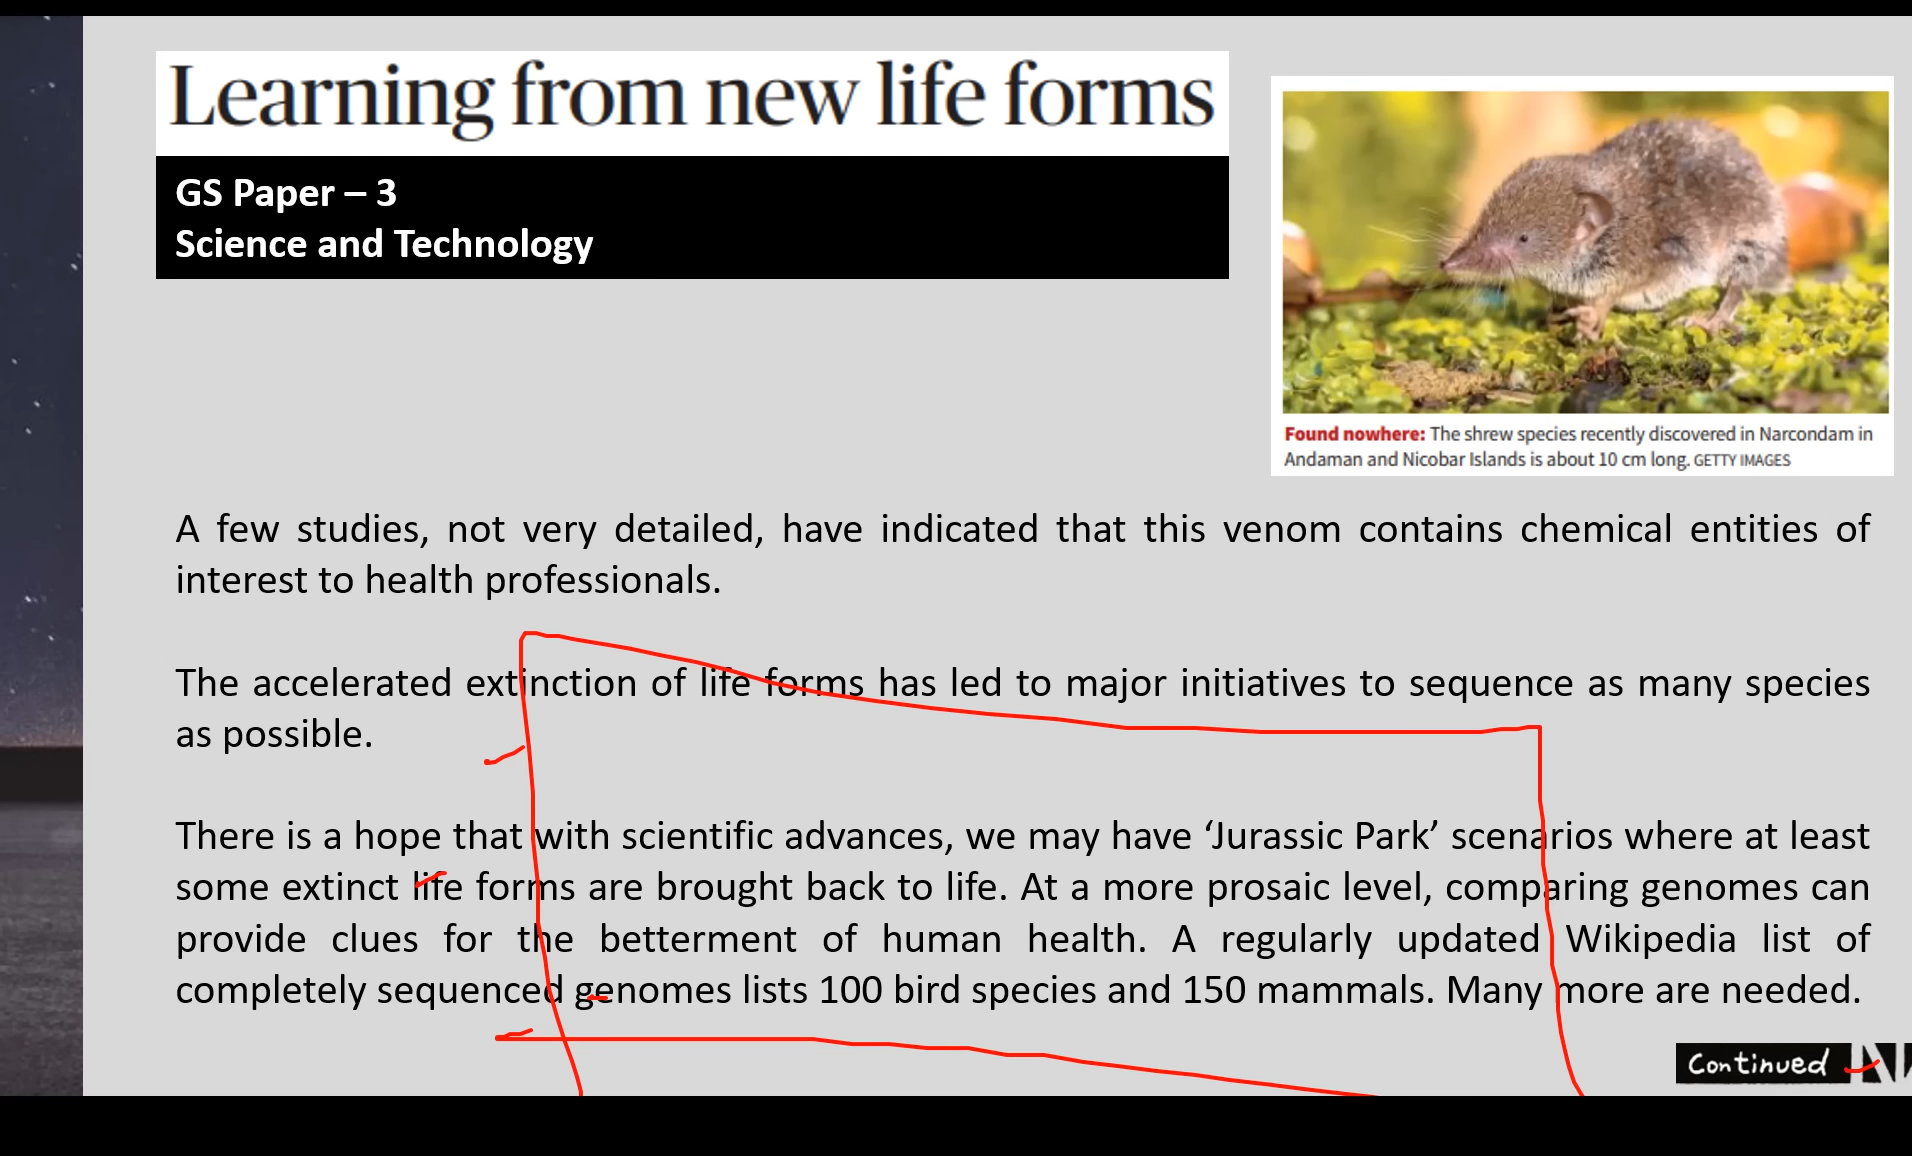 Learning from new life forms
GS Paper – 3
Science and Technology
Found nowhere: The shrew species recently discovered in Narcondam in
Andaman and Nicobar Islands is about 10 cm long. GETTY IMAGES
A few studies, not very detailed, have indicated that this venom contains chemical entities of
interest to health professionals.
The accelerated extinction of life forms has led to major initiatives to sequence as many species
as possible.
There is a hope that with scientific advances, we may have ‘Jurassic Park’ scenarios where at least
some extinct life forms are brought back to life. At a more prosaic level, comparing genomes can
provide clues for the betterment of human health. A regularly updated Wikipedia list of
completely sequenced genomes lists 100 bird species and 150 mammals. Many more are needed.
Continued